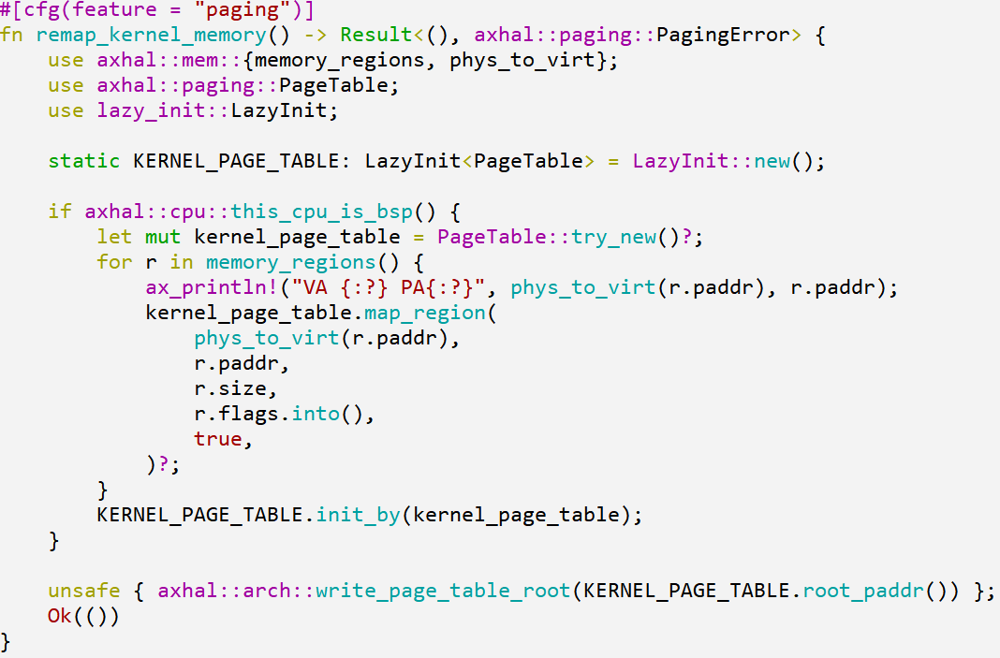 #[cfg(feature = "paging")]
fn remap_kernel_memory() -> Result<(), axhal::paging::PagingError> {
    use axhal::mem::{memory_regions, phys_to_virt};
    use axhal::paging::PageTable;
    use lazy_init::LazyInit;

    static KERNEL_PAGE_TABLE: LazyInit<PageTable> = LazyInit::new();

    if axhal::cpu::this_cpu_is_bsp() {
        let mut kernel_page_table = PageTable::try_new()?;
        for r in memory_regions() {
            ax_println!("VA {:?} PA{:?}", phys_to_virt(r.paddr), r.paddr);
            kernel_page_table.map_region(
                phys_to_virt(r.paddr),
                r.paddr,
                r.size,
                r.flags.into(),
                true,
            )?;
        }
        KERNEL_PAGE_TABLE.init_by(kernel_page_table);
    }

    unsafe { axhal::arch::write_page_table_root(KERNEL_PAGE_TABLE.root_paddr()) };
    Ok(())
}